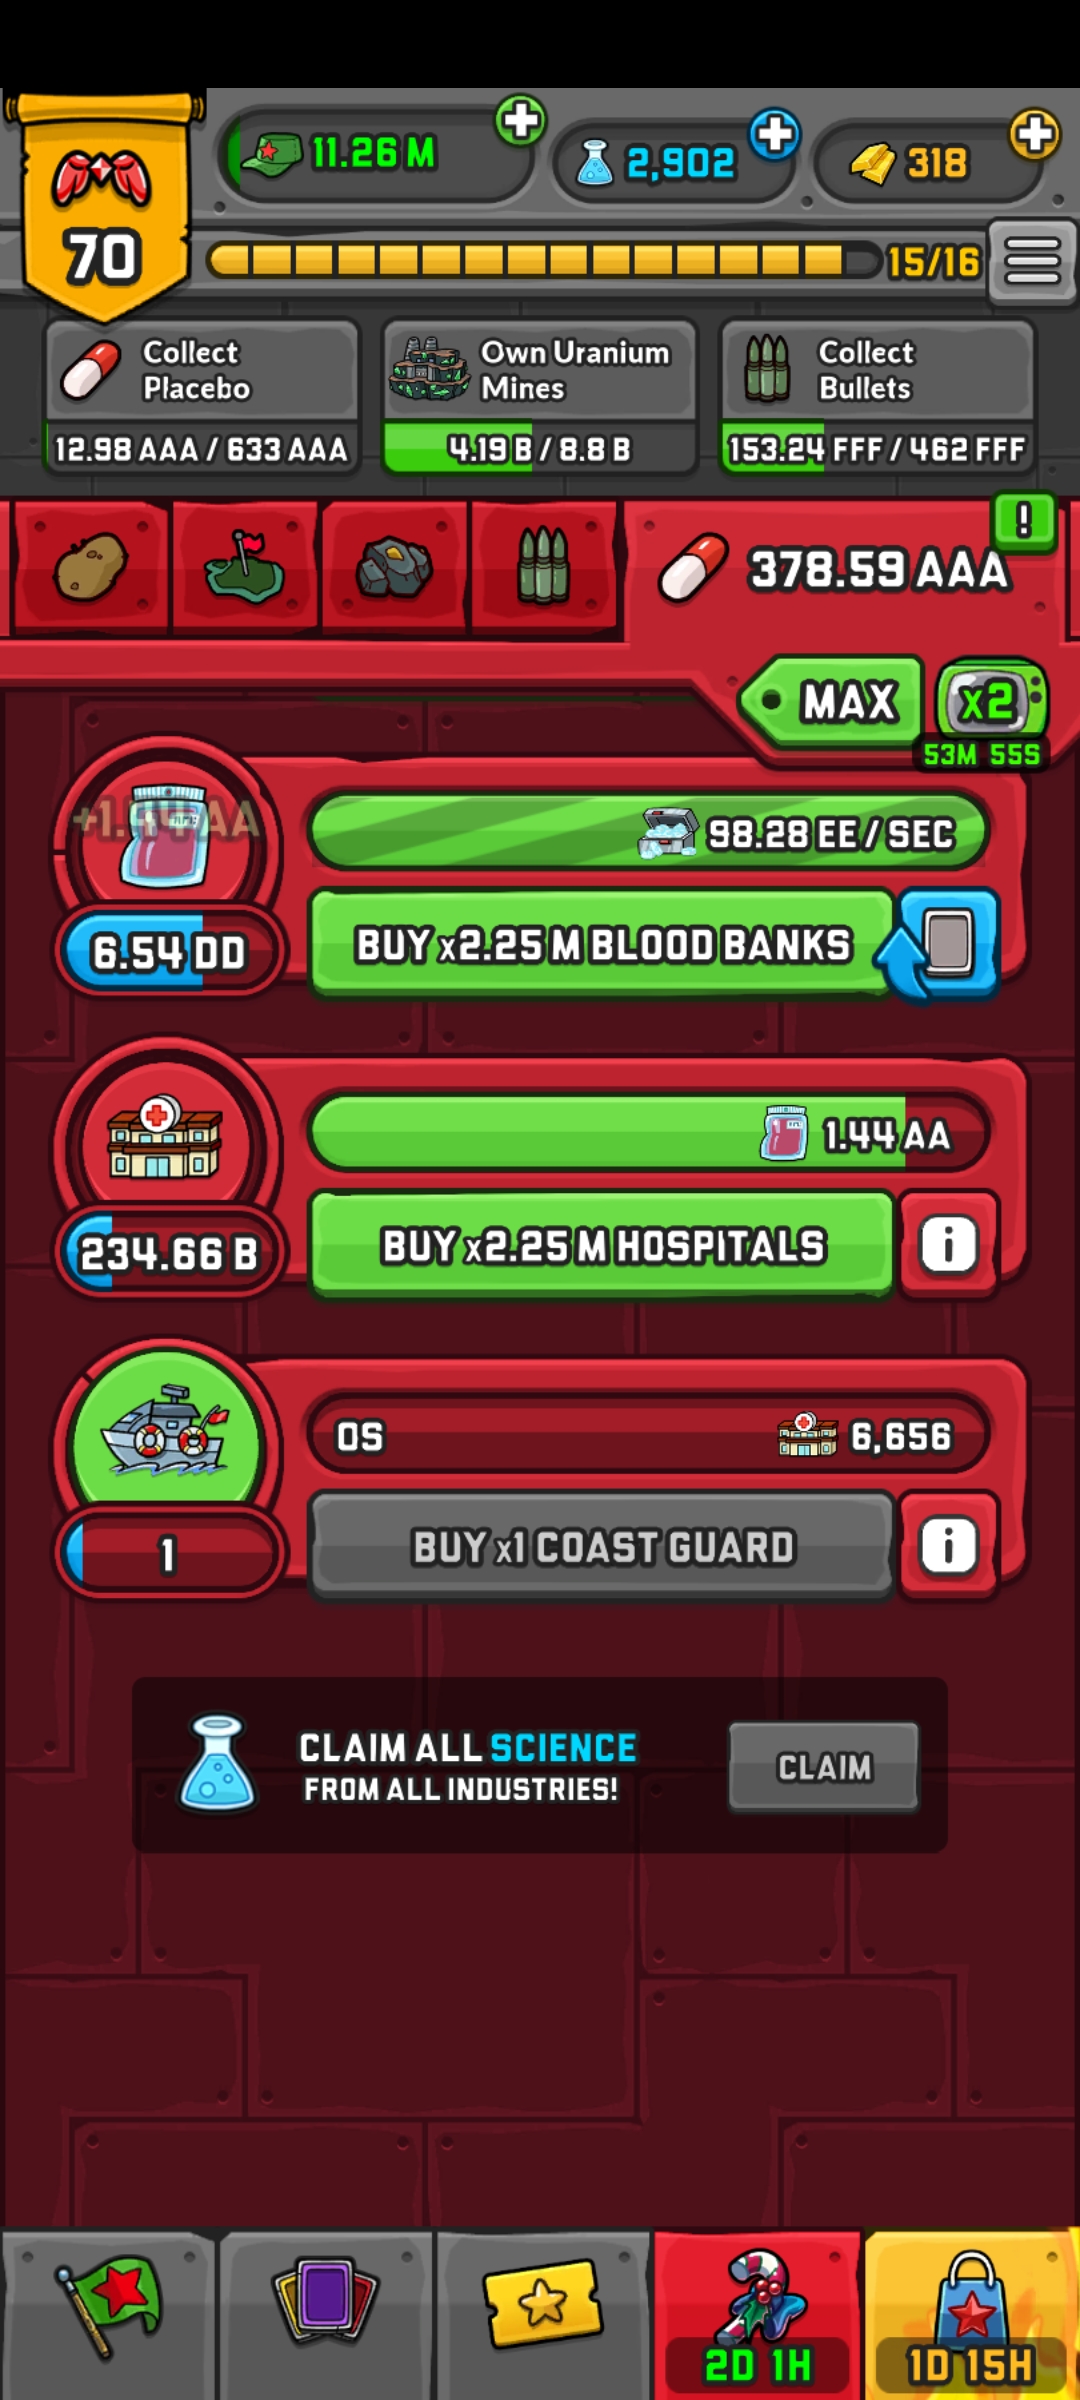 11.26 M
2,902
318
70
15/16
Collect
Placebo
12.98 AAA / 633 AAA
Own Uranium
Mines
4.19 B / 8.8 B
Collect
Bullets
153.24 FFF / 462 FFF
378.59 AAA
!
MAX
x2
53M 55S
+1.44 AA
98.28 EE / SEC
6.54 DD
BUY x2.25 M BLOOD BANKS
1.44 AA
234.66 B
BUY x2.25 M HOSPITALS
i
0S
6,656
1
BUY x1 COAST GUARD
i
CLAIM ALL SCIENCE
FROM ALL INDUSTRIES!
CLAIM
2D 1H
1D 15H